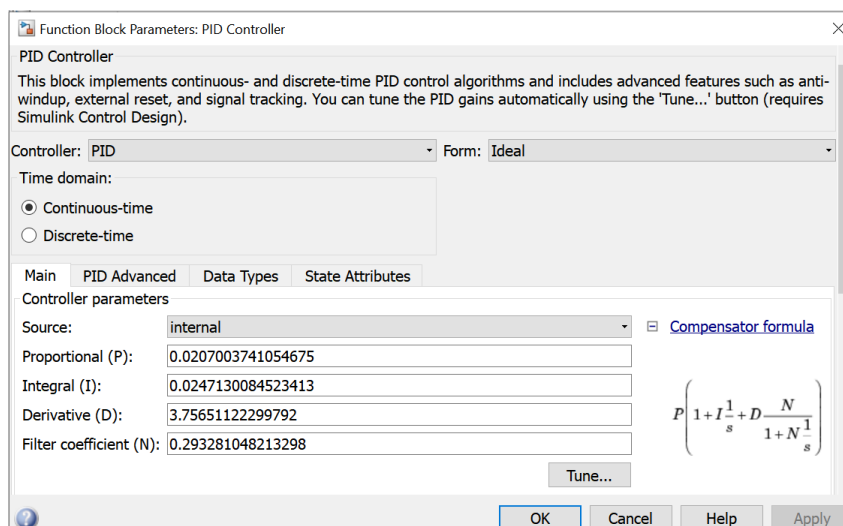 Function Block Parameters: PID Controller
PID Controller
This block implements continuous- and discrete-time PID control algorithms and includes advanced features such as anti-
windup, external reset, and signal tracking. You can tune the PID gains automatically using the 'Tune...' button (requires
Simulink Control Design).
Controller: PID Form: Ideal
Time domain:
Continuous-time
Discrete-time
Main PID Advanced Data Types State Attributes
Controller parameters
Source: internal Compensator formula
Proportional (P): 0.0207003741054675
Integral (I): 0.0247130084523413
Derivative (D): 3.75651122299792
Filter coefficient (N): 0.293281048213298
P(1+I1/s+DN/(1+N1/s))
Tune...
OK Cancel Help Apply